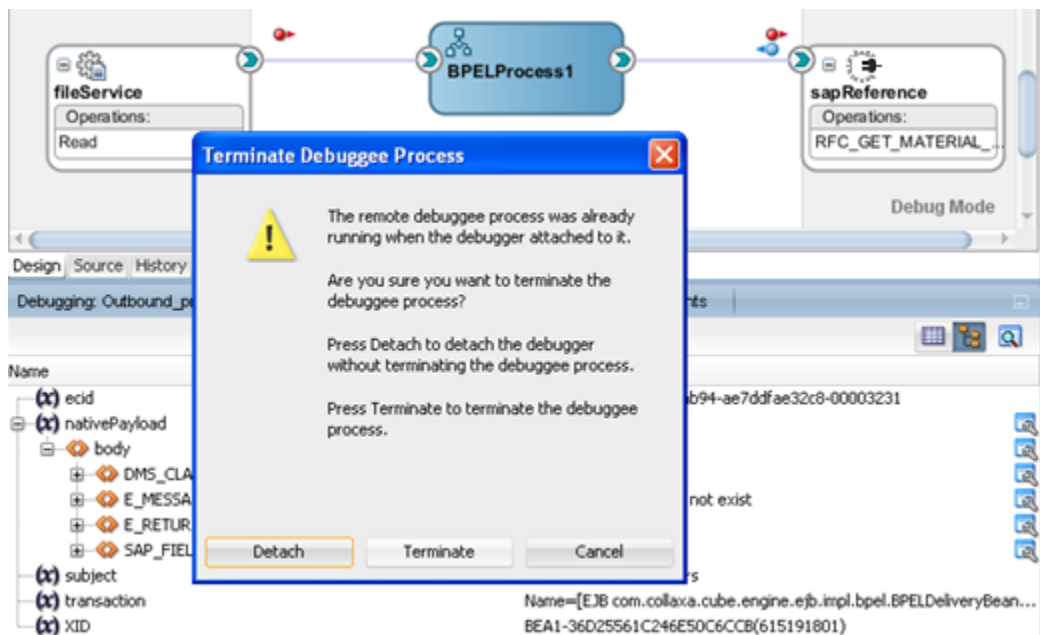 BPELProcess1
fileService
Operations:
Read
sapReference
Operations:
RFC_GET_MATERIAL_...
Debug Mode
Terminate Debuggee Process
The remote debuggee process was already
running when the debugger attached to it.
Are you sure you want to terminate the
debuggee process?
Press Detach to detach the debugger
without terminating the debuggee process.
Press Terminate to terminate the debuggee
process.
Detach Terminate Cancel
Design Source History
Debugging: Outbound_p
Name
(x) ecid b94-ae7ddfae32c8-00003231
(x) nativePayload
body
DMS_CLA
E_MESSA not exist
E_RETUR
SAP_FIEL
(x) subject
(x) transaction Name=[EJB com.collaxa.cube.engine.ejb.impl.bpel.BPELDeliveryBean...
(x) XID BEA1-36D25561C246E50C6CCB(615191801)